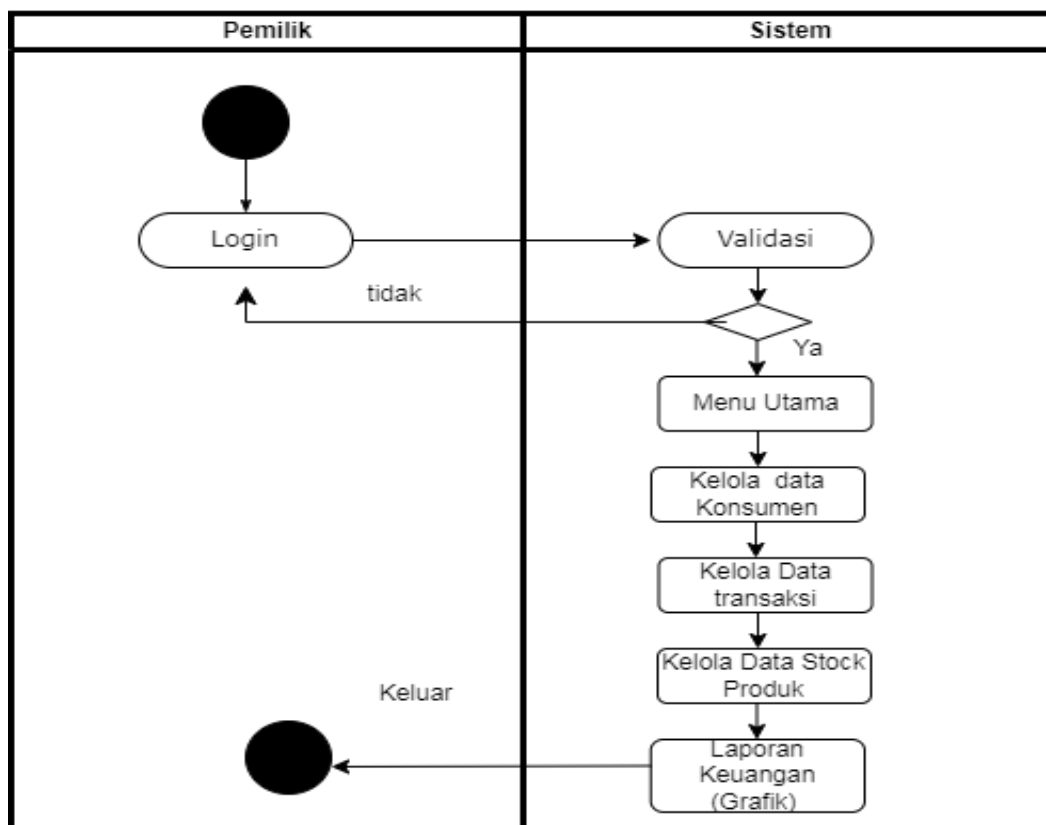 Pemilik
Sistem
Login
Validasi
tidak
Ya
Menu Utama
Kelola data
Konsumen
Kelola Data
transaksi
Kelola Data Stock
Produk
Keluar
Laporan
Keuangan
(Grafik)